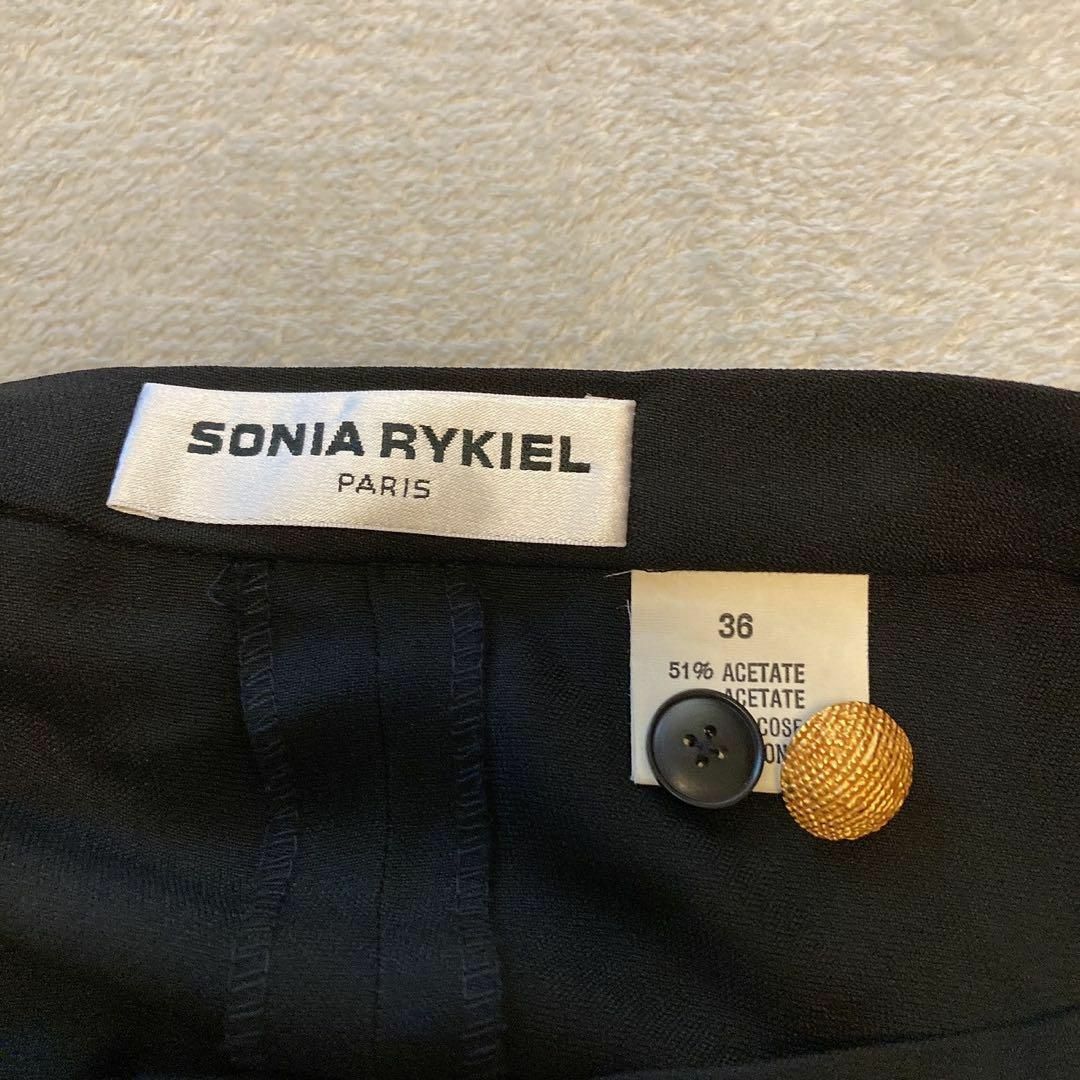 SONIA RYKIEL
PARIS
36
51% ACETATE
ACETATE